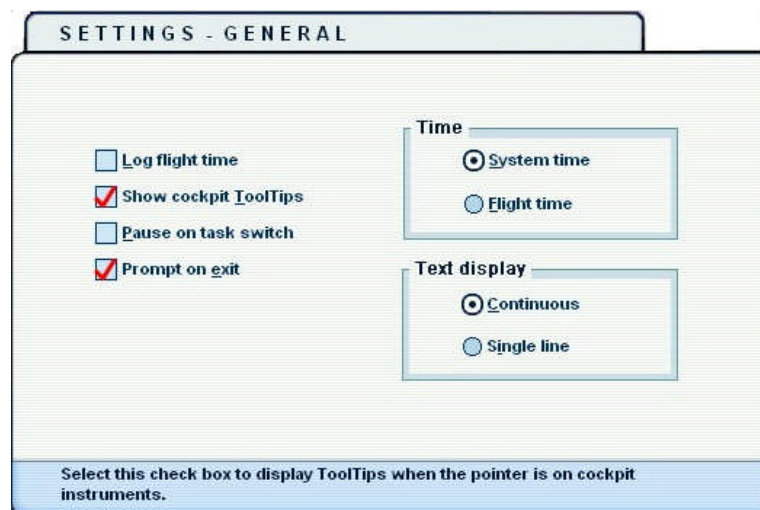 SETTINGS - GENERAL
Log flight time
Show cockpit ToolTips
Pause on task switch
Prompt on exit
Time
System time
Flight time
Text display
Continuous
Single line
Select this check box to display ToolTips when the pointer is on cockpit
instruments.